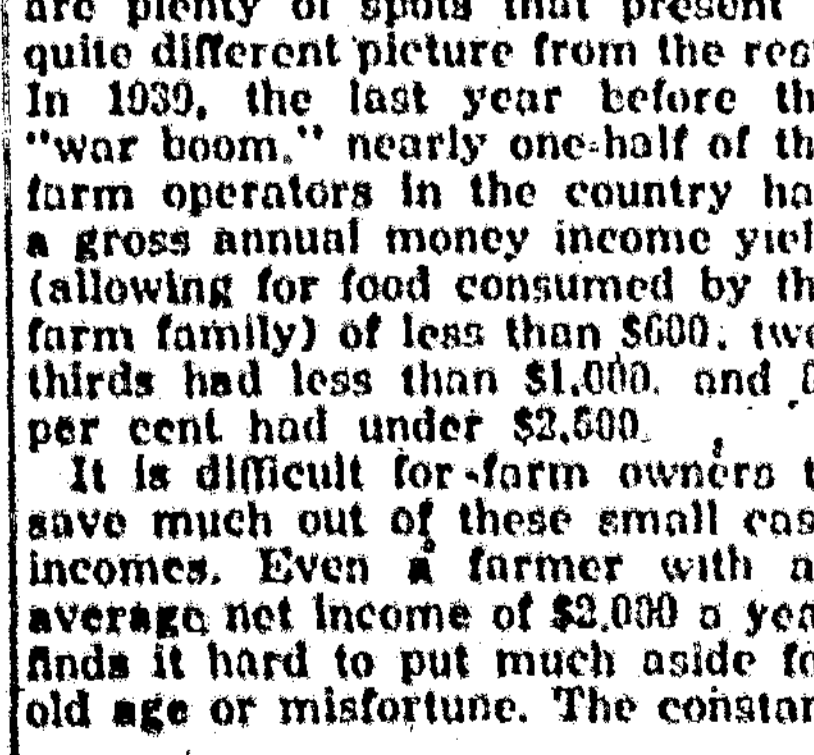 are plenty of spots that present
quite different picture from the res
In 1939, the last year before th
"war boom," nearly one-half of th
farm operators in the country ha
a gross annual money income yiel
(allowing for food consumed by th
farm family) of less than $600; two
thirds had less than $1,000, and
per cent had under $2,500.
It is difficult for farm owners t
save much out of these small cas
incomes. Even a farmer with a
average net income of $2,000 a yea
finds it hard to put much aside fo
old age or misfortune. The constan